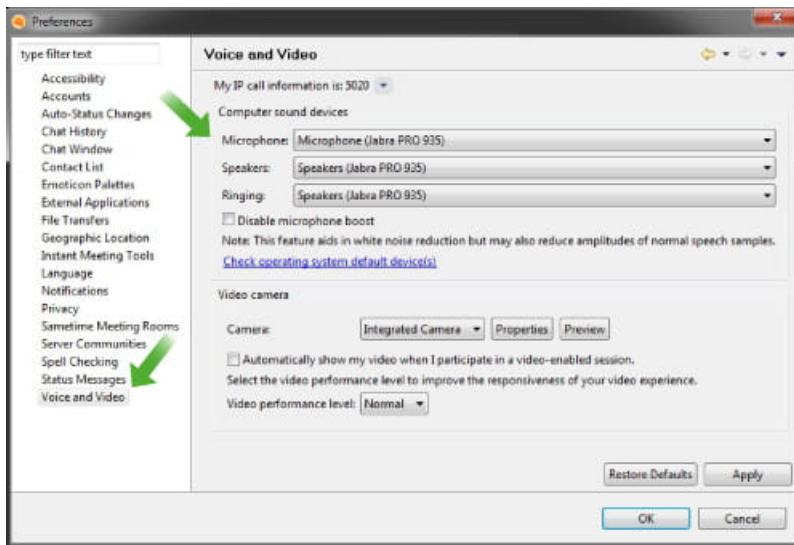 Preferences
type filter text
Accessibility
Accounts
Auto-Status Changes
Chat History
Chat Window
Contact List
Emoticon Palettes
External Applications
File Transfers
Geographic Location
Instant Meeting Tools
Language
Notifications
Privacy
Sametime Meeting Rooms
Server Communities
Spell Checking
Status Messages
Voice and Video
Voice and Video
My IP call information is: 5020
Computer sound devices
Microphone: Microphone (Jabra PRO 935)
Speakers: Speakers (Jabra PRO 935)
Ringing: Speakers (Jabra PRO 935)
Disable microphone boost
Note: This feature aids in white noise reduction but may also reduce amplitudes of normal speech samples.
Check operating system default device(s)
Video camera
Camera: Integrated Camera Properties Preview
Automatically show my video when I participate in a video-enabled session.
Select the video performance level to improve the responsiveness of your video experience.
Video performance level: Normal
Restore Defaults Apply
OK Cancel